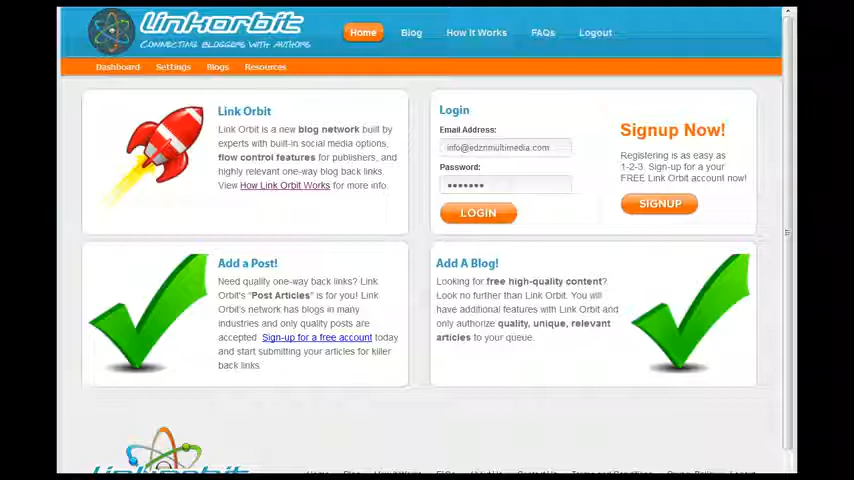 linkorbit
CONNECTING BLOGGERS WITH AUTHORS
Home Blog How It Works FAQs Logout
Dashboard Settings Blogs Resources
Link Orbit
Link Orbit is a new blog network built by
experts with built-in social media options,
flow control features for publishers, and
highly relevant one-way blog back links.
View How Link Orbit Works for more info.
Login
Email Address:
info@edzrimultimedia.com
Password:
LOGIN
Signup Now!
Registering is as easy as
1-2-3. Sign-up for a your
FREE Link Orbit account now!
SIGNUP
Add a Post!
Need quality one-way back links? Link
Orbit's "Post Articles" is for you! Link
Orbit's network has blogs in many
industries and only quality posts are
accepted. Sign-up for a free account today
and start submitting your articles for killer
back links.
Add A Blog!
Looking for free high-quality content?
Look no further than Link Orbit. You will
have additional features with Link Orbit and
only authorize quality, unique, relevant
articles to your queue.
linkorbit